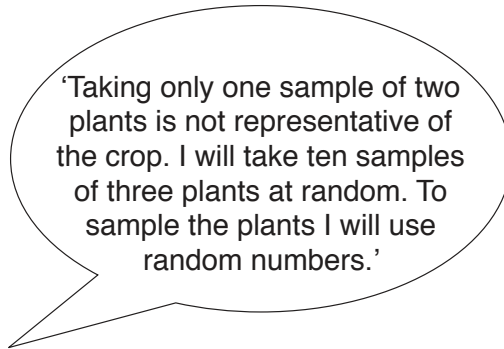 ‘Taking only one sample of two
plants is not representative of
the crop. I will take ten samples
of three plants at random. To
sample the plants I will use
random numbers.’